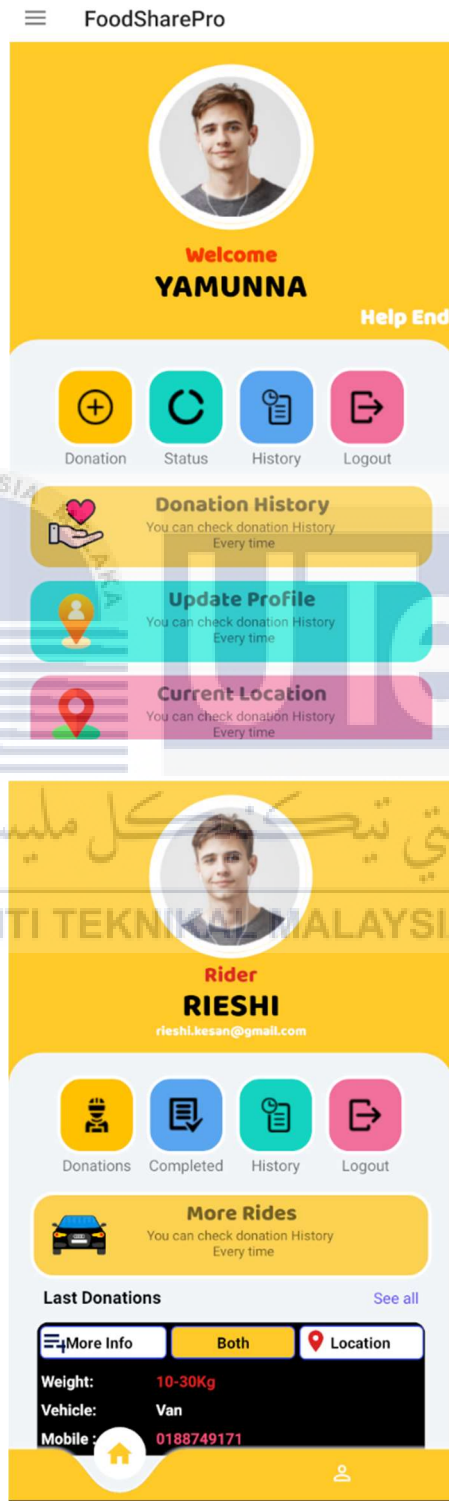 FoodSharePro
Welcome
YAMUNNA
Help End
Donation Status History Logout
Donation History
You can check donation History
Every time
Update Profile
You can check donation History
Every time
Current Location
You can check donation History
Every time
TEKNIKAL MALAYSI
Rider
RIESHI
rieshi.kesan@gmail.com
Donations Completed History Logout
More Rides
You can check donation History
Every time
Last Donations See all
More Info Both Location
Weight: 10-30Kg
Vehicle: Van
Mobile : 0188749171